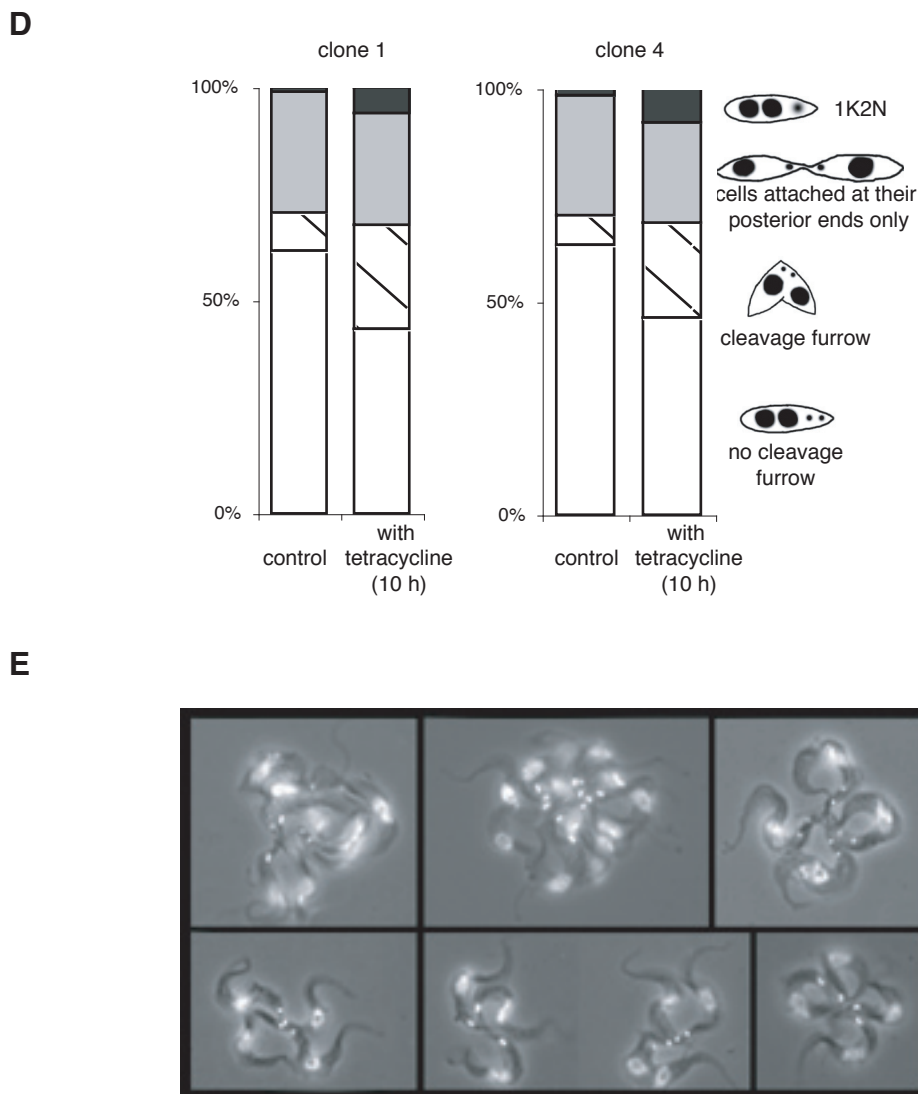 D
clone 1
clone 4
100%
50%
0%
control
with
tetracycline
(10 h)
100%
50%
0%
control
with
tetracycline
(10 h)
1K2N
cells attached at their
posterior ends only
cleavage furrow
no cleavage
furrow
E